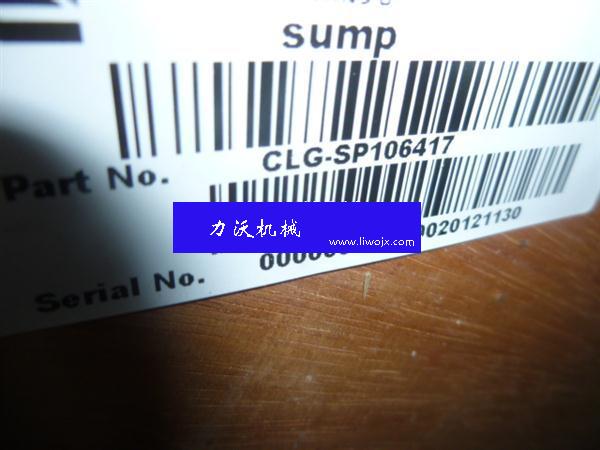 sump
CLG-SP106417
Part No.
力沃机械
www.liwojx.com
020121130
Serial No.